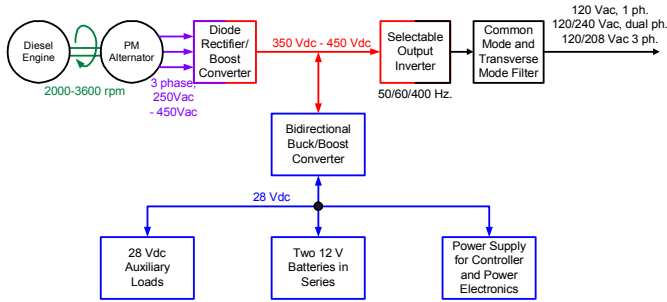 Diesel
Engine
PM
Alternator
2000-3600 rpm
3 phase,
250Vac
- 450Vac
Diode
Rectifier/
Boost
Converter
350 Vdc - 450 Vdc
Selectable
Output
Inverter
50/60/400 Hz.
Common
Mode and
Transverse
Mode Filter
120 Vac, 1 ph.
120/240 Vac, dual ph.
120/208 Vac 3 ph.
Bidirectional
Buck/Boost
Converter
28 Vdc
28 Vdc
Auxiliary
Loads
Two 12 V
Batteries in
Series
Power Supply
for Controller
and Power
Electronics